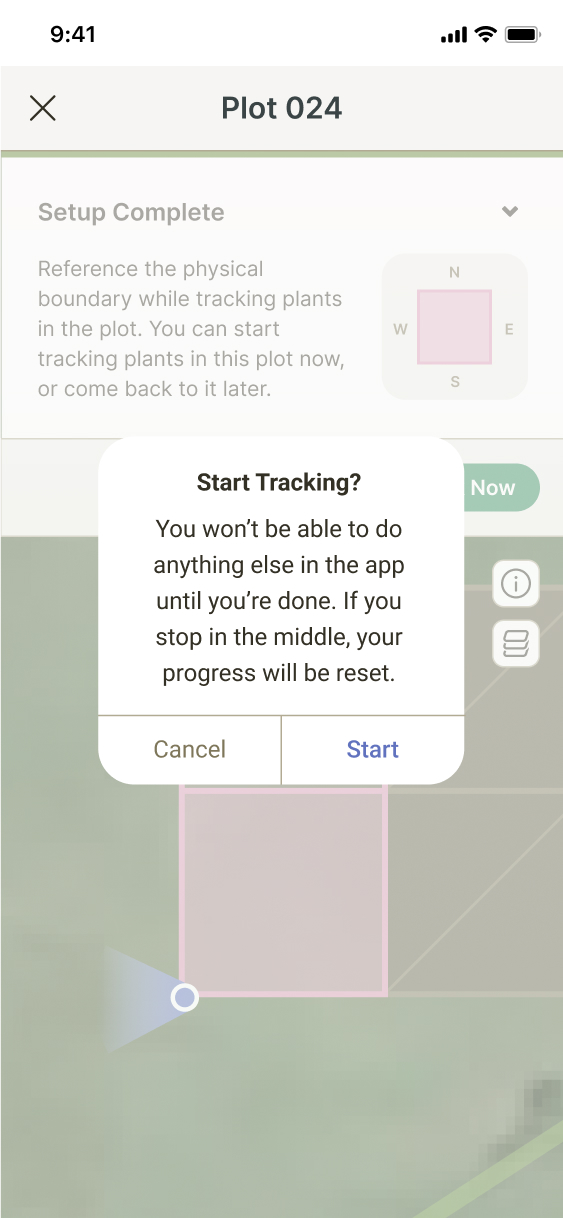 9:41
Plot 024
Setup Complete
Reference the physical
boundary while tracking plants
in the plot. You can start
tracking plants in this plot now,
or come back to it later.
N
W
E
S
Now
Start Tracking?
You won’t be able to do
anything else in the app
until you’re done. If you
stop in the middle, your
progress will be reset.
Cancel
Start